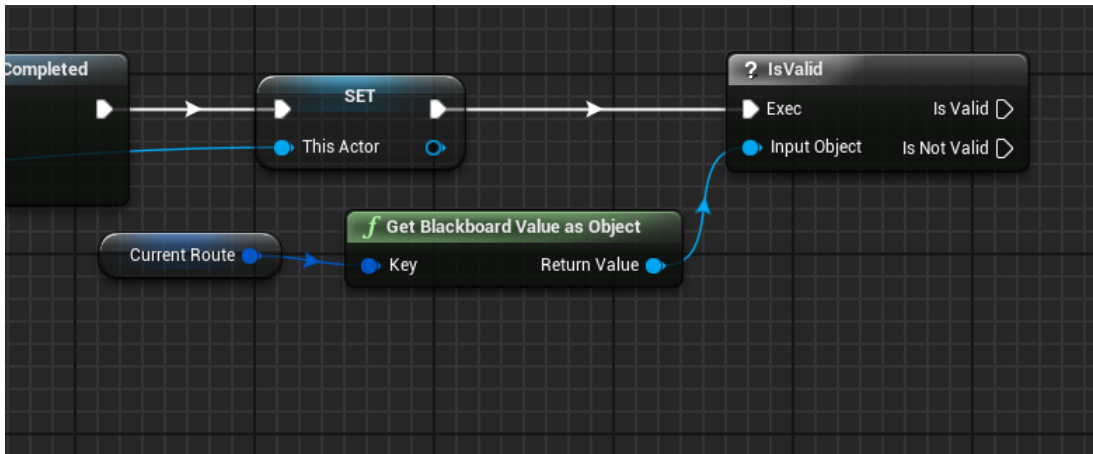 Completed
SET
This Actor
? IsValid
Exec
Is Valid
Input Object
Is Not Valid
f Get Blackboard Value as Object
Current Route
Key
Return Value